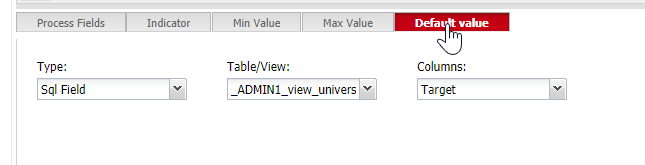 Process Fields Indicator Min Value Max Value Default value
Type: Table/View: Columns:
Sql Field _ADMIN1_view_univers Target